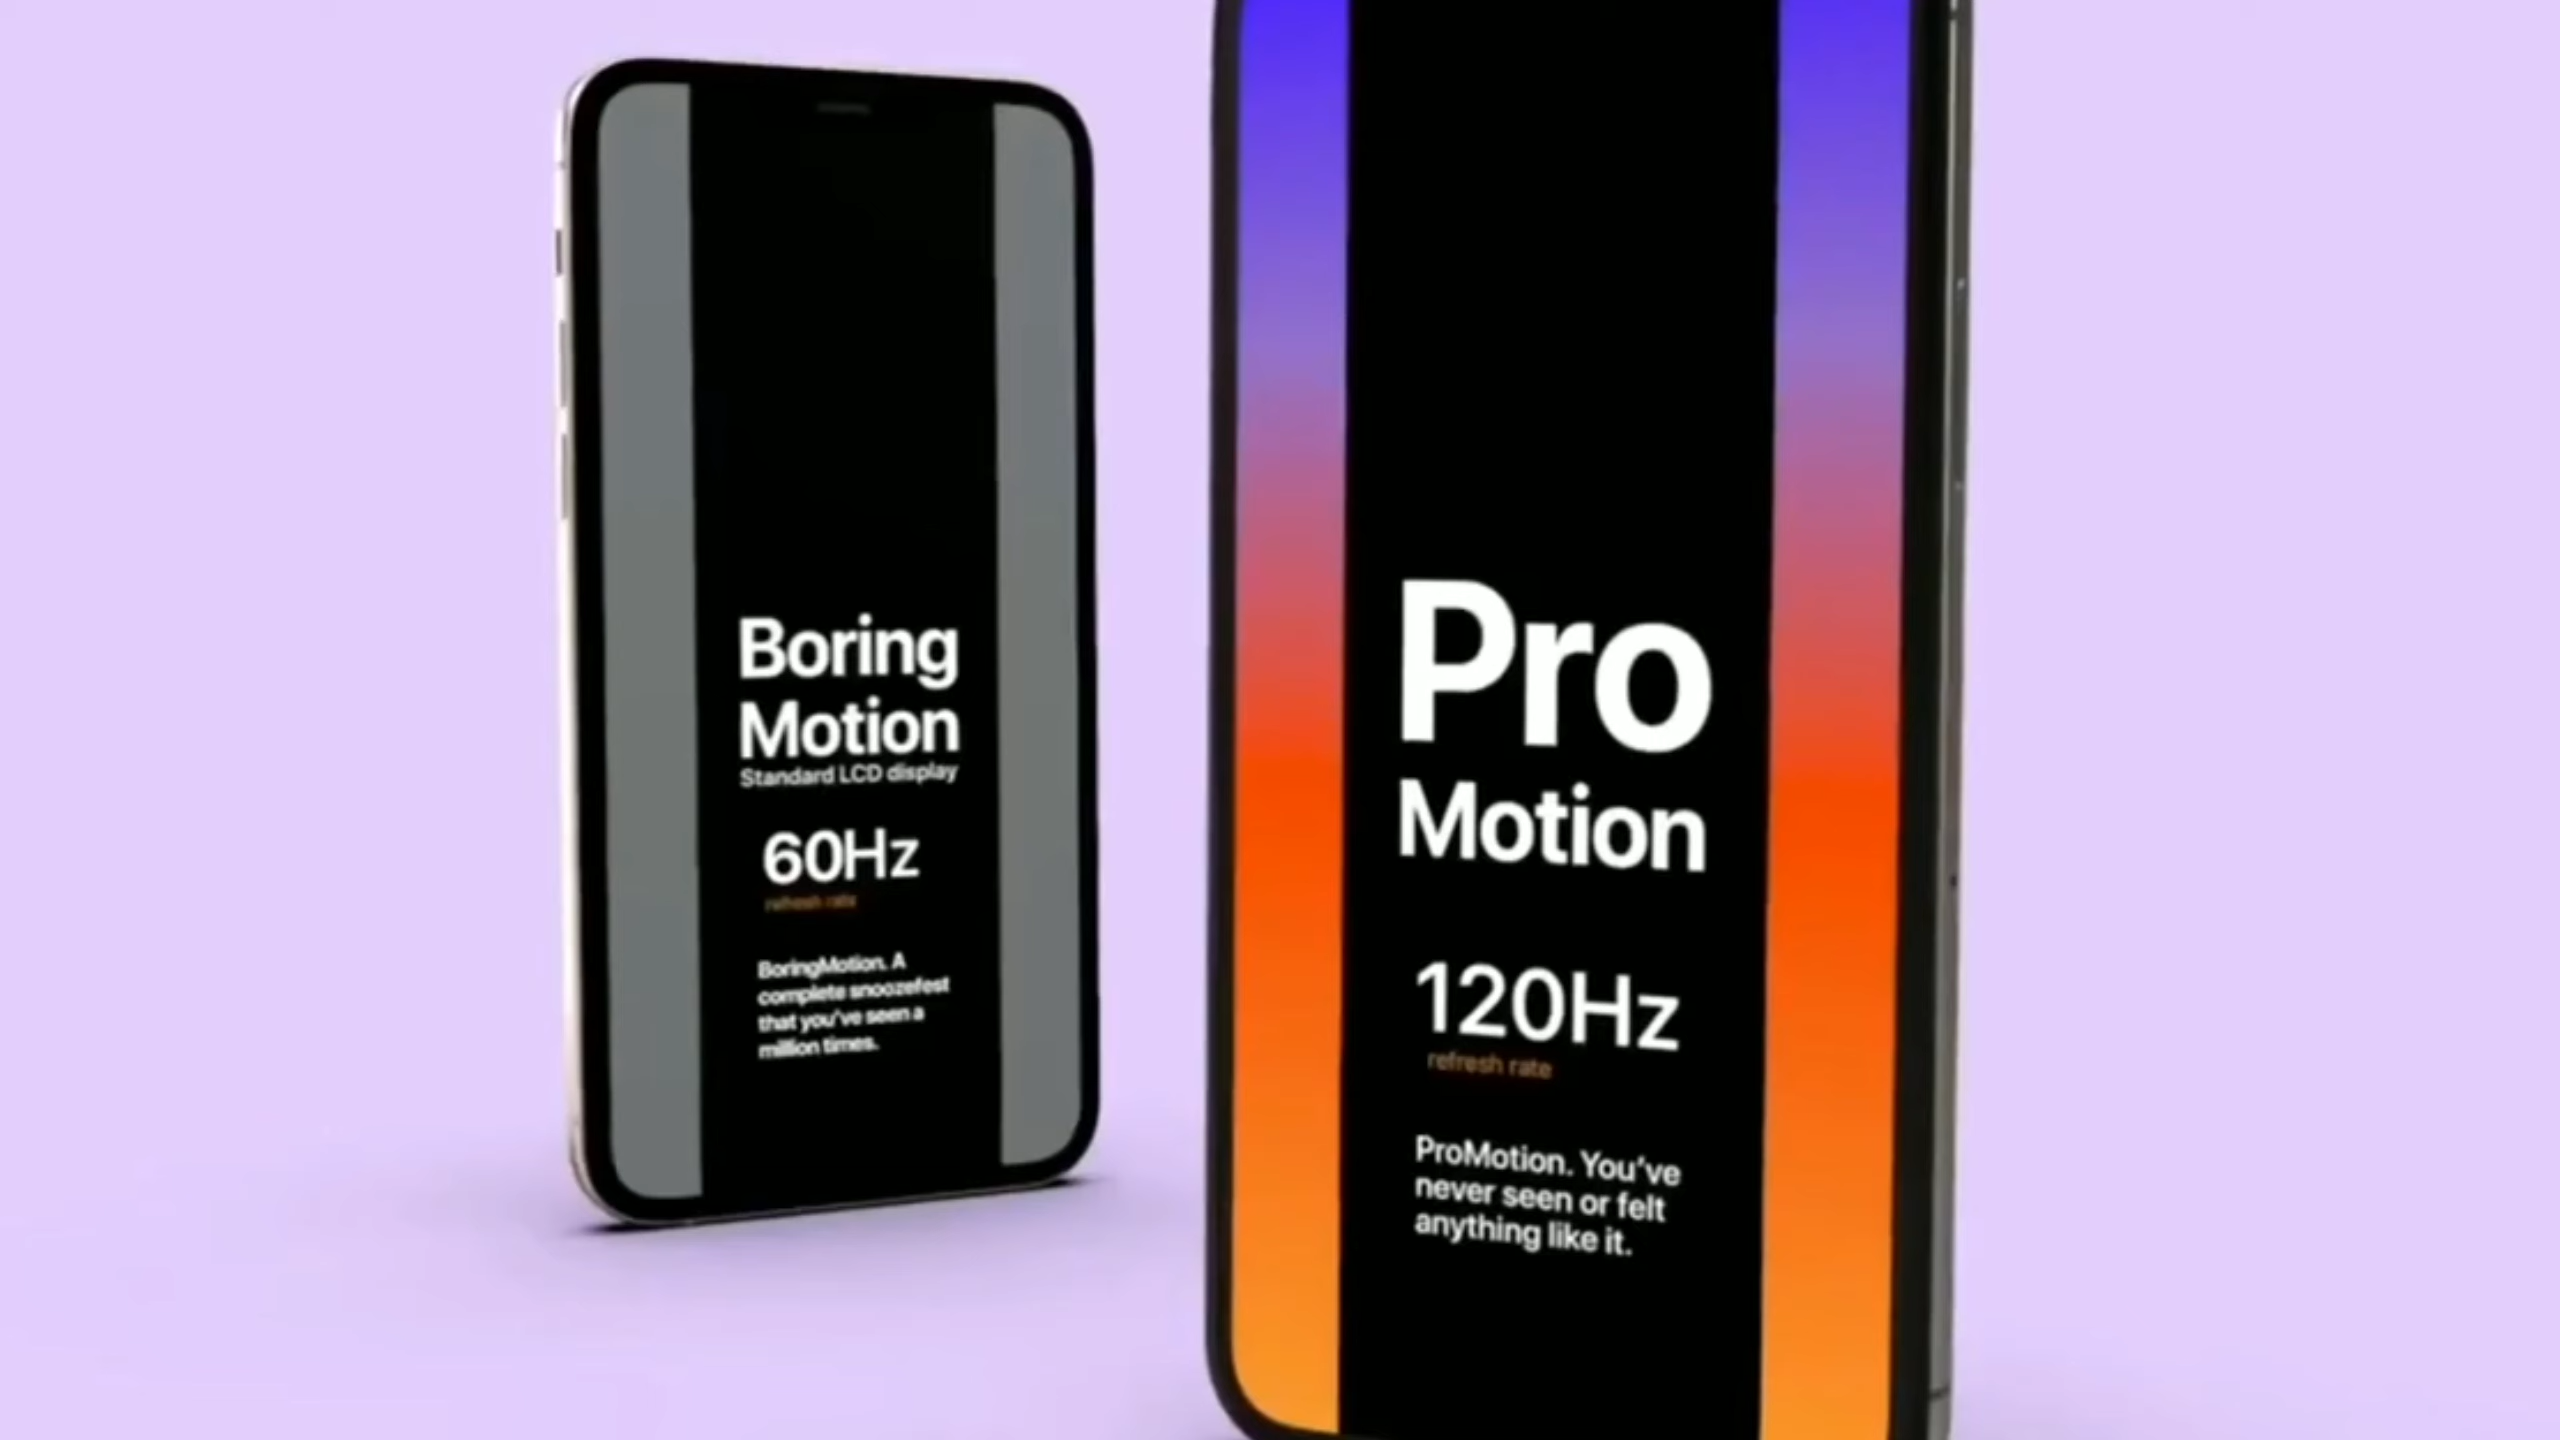 Boring
Motion
Standard LCD display
60Hz
refresh rate
BoringMotion. A
complete snoozefest
that you've seen a
million times.
Pro
Motion
120Hz
refresh rate
ProMotion. You've
never seen or felt
anything like it.